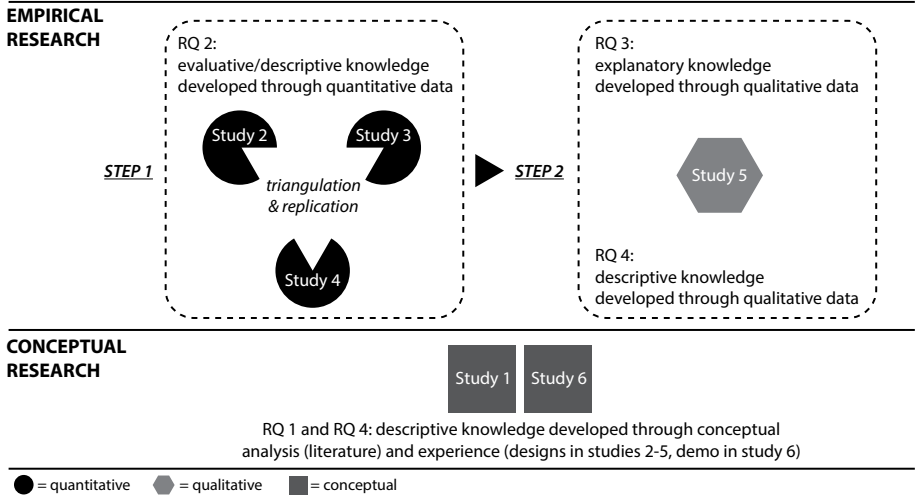 EMPIRICAL
RESEARCH
RQ 2:
evaluative/descriptive knowledge
developed through quantitative data
Study 2
Study 3
STEP 1
triangulation
& replication
Study 4
STEP 2
RQ 3:
explanatory knowledge
developed through qualitative data
Study 5
RQ 4:
descriptive knowledge
developed through qualitative data
CONCEPTUAL
RESEARCH
Study 1
Study 6
RQ 1 and RQ 4: descriptive knowledge developed through conceptual
analysis (literature) and experience (designs in studies 2-5, demo in study 6)
= quantitative
= qualitative
= conceptual